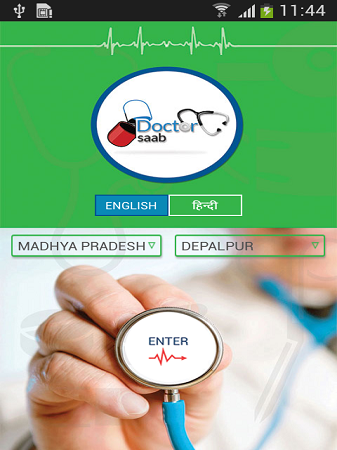 11:44
Doctor
saab
ENGLISH
हिन्दी
MADHYA PRADESH
DEPALPUR
ENTER